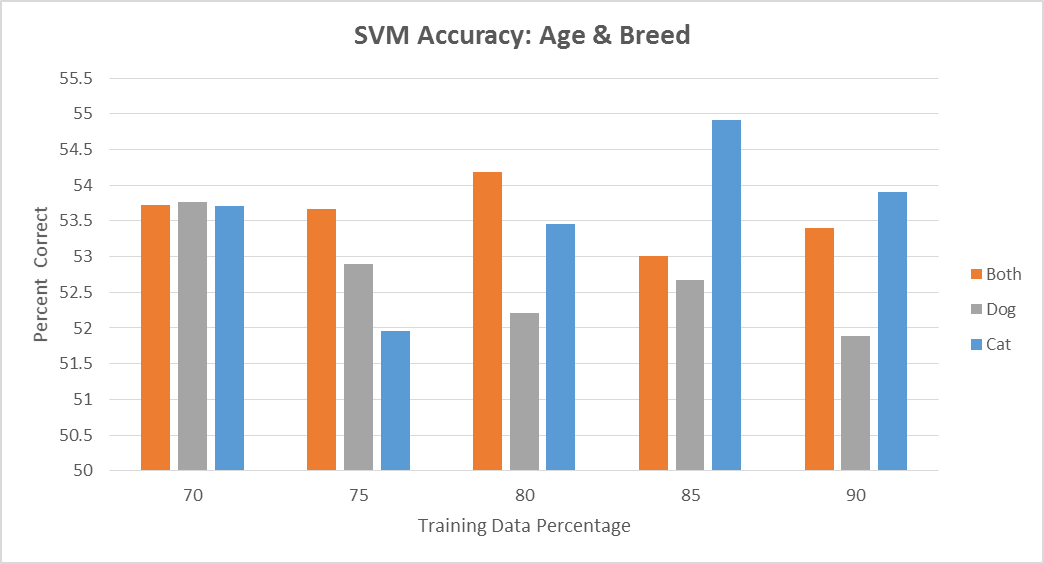 SVM Accuracy: Age & Breed
55.5
55
54.5
54
53.5
53
52.5
52
51.5
51
50.5
50
Percent Correct
70 75 80 85 90
Training Data Percentage
Both
Dog
Cat